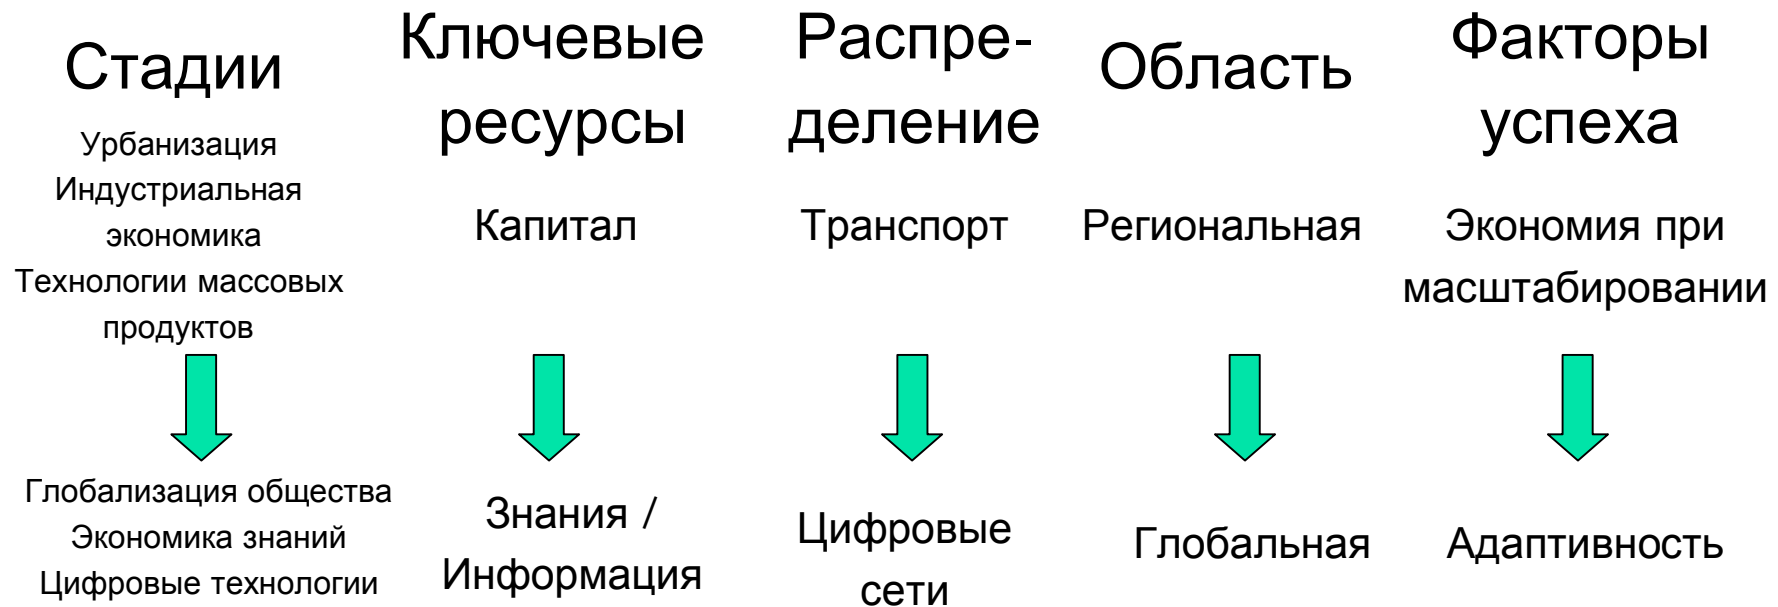 Стадии
Ключевые
ресурсы
Распре-
деление
Область
Факторы
успеха
Урбанизация
Индустриальная
экономика
Технологии массовых
продуктов
Капитал
Транспорт
Региональная
Экономия при
масштабировании
Глобализация общества
Экономика знаний
Цифровые технологии
Знания /
Информация
Цифровые
сети
Глобальная
Адаптивность